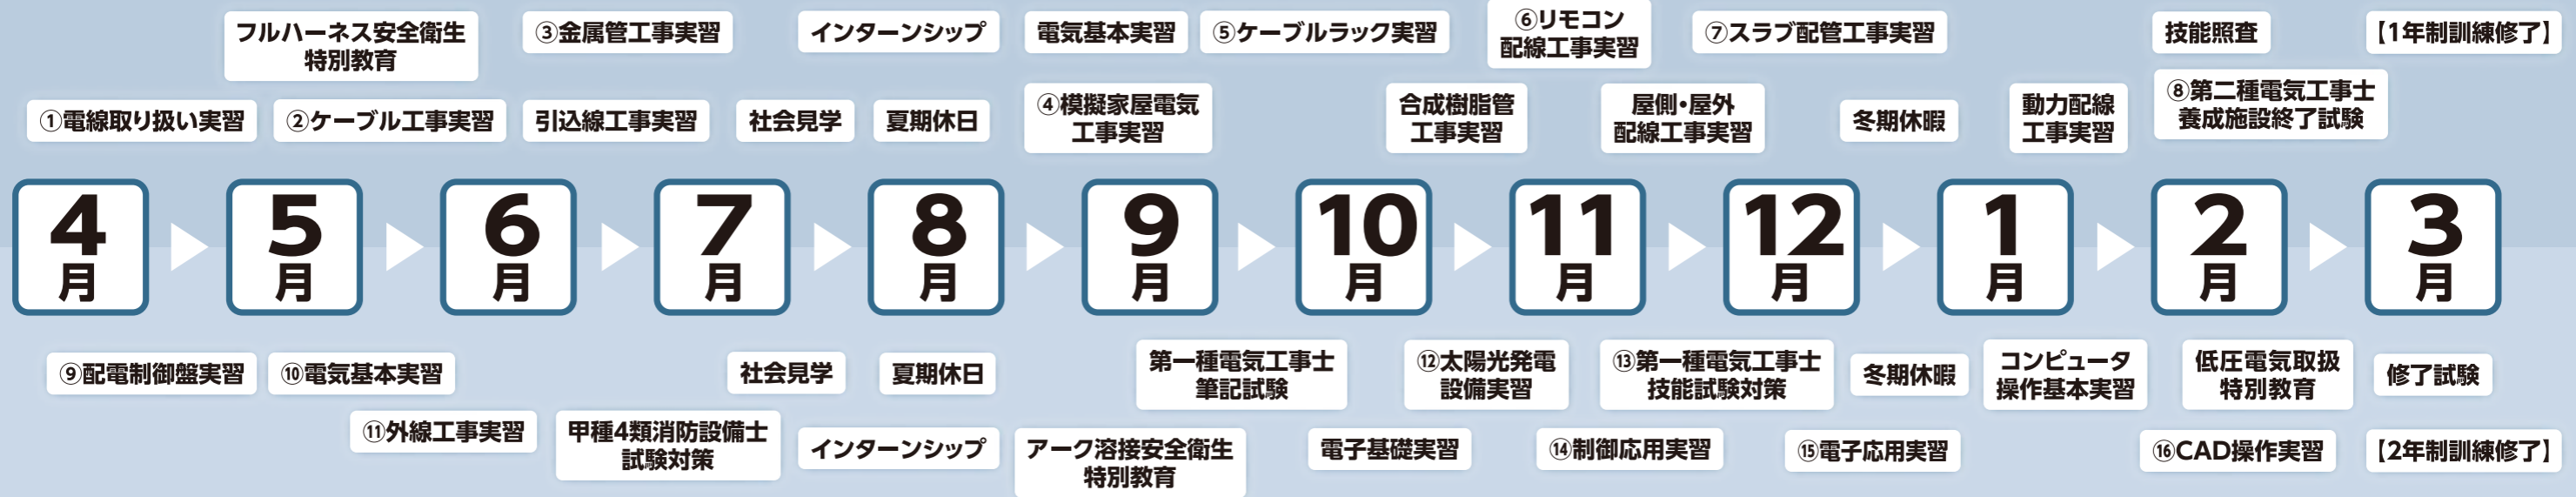 フルハーネス安全衛生
特別教育
③金属管工事実習
インターンシップ
電気基本実習
⑤ケーブルラック実習
⑥リモコン
配線工事実習
⑦スラブ配管工事実習
技能照査
【1年制訓練修了】
①電線取り扱い実習
②ケーブル工事実習
引込線工事実習
社会見学
夏期休日
④模擬家屋電気
工事実習
合成樹脂管
工事実習
屋側・屋外
配線工事実習
冬期休暇
動力配線
工事実習
⑧第二種電気工事士
養成施設終了試験
4月
5月
6月
7月
8月
9月
10月
11月
12月
1月
2月
3月
⑨配電制御盤実習
⑩電気基本実習
社会見学
夏期休日
第一種電気工事士
筆記試験
⑫太陽光発電
設備実習
⑬第一種電気工事士
技能試験対策
冬期休暇
コンピュータ
操作基本実習
低圧電気取扱
特別教育
修了試験
⑪外線工事実習
甲種4類消防設備士
試験対策
インターンシップ
アーク溶接安全衛生
特別教育
電子基礎実習
⑭制御応用実習
⑮電子応用実習
⑯CAD操作実習
【2年制訓練修了】